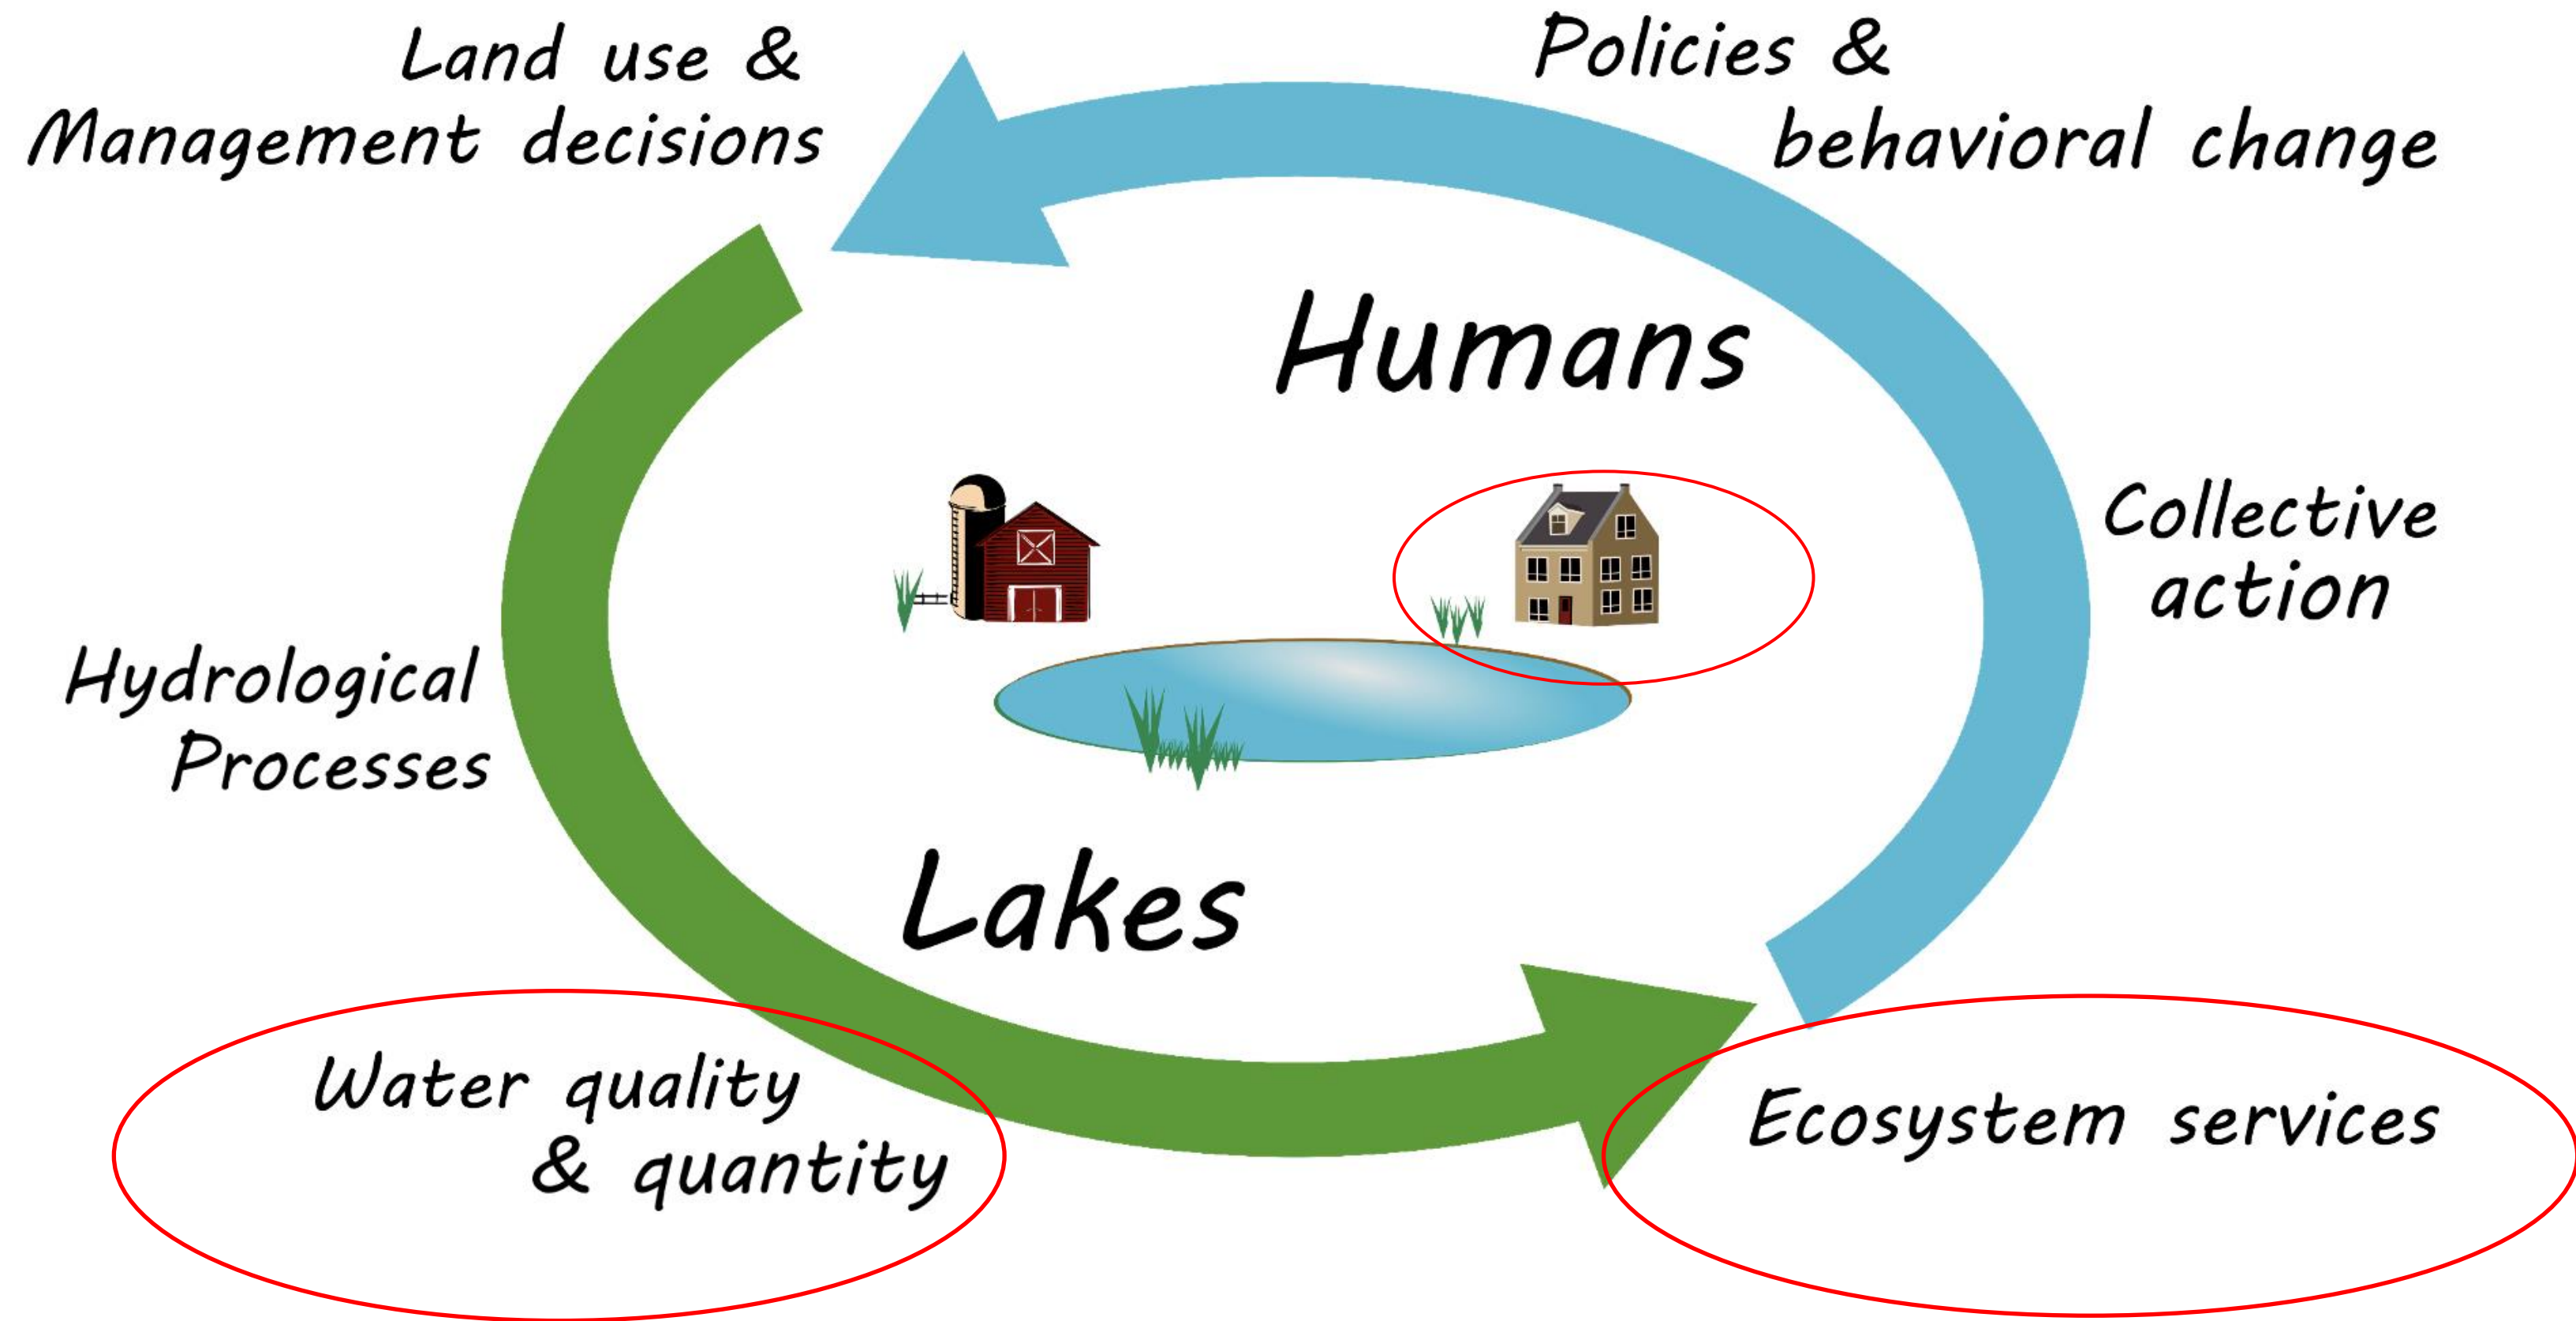 Land use &
Management decisions
Policies &
behavioral change
Humans
Collective
action
Hydrological
Processes
Lakes
Water quality
& quantity
Ecosystem services